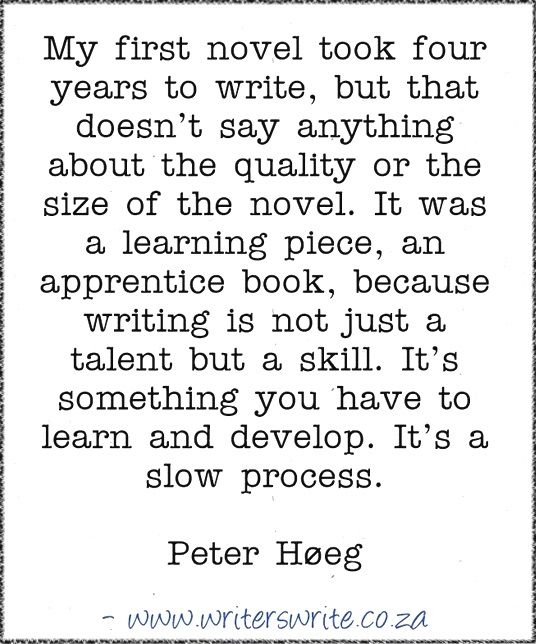 My first novel took four
years to write, but that
doesn't say anything
about the quality or the
size of the novel. It was
a learning piece, an
apprentice book, because
writing is not just a
talent but a skill. It's
something you have to
learn and develop. It's a
slow process.
Peter Høeg
- www.writerswrite.co.za